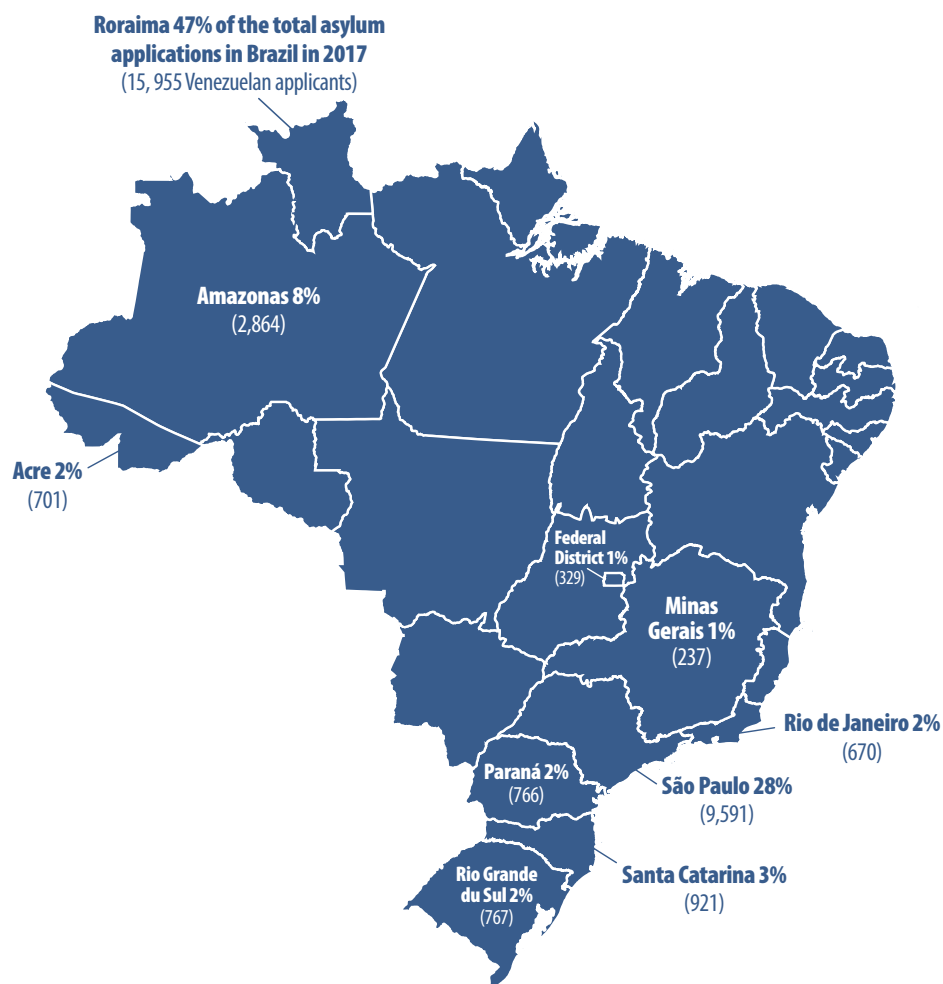 Roraima 47% of the total asylum
applications in Brazil in 2017
(15, 955 Venezuelan applicants)
Amazonas 8%
(2,864)
Acre 2%
(701)
Federal
District 1%
(329)
Minas
Gerais 1%
(237)
Rio de Janeiro 2%
(670)
Paraná 2%
(766)
São Paulo 28%
(9,591)
Santa Catarina 3%
(921)
Rio Grande
du Sul 2%
(767)